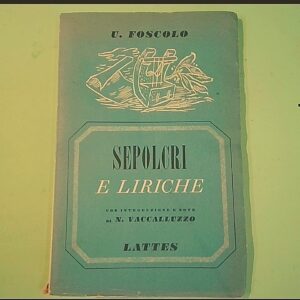 U. FOSCOLO
SEPOLCRI
E LIRICHE
CON INTRODUZIONE E NOTE
DI N. VACCALLUZZO
LATTES